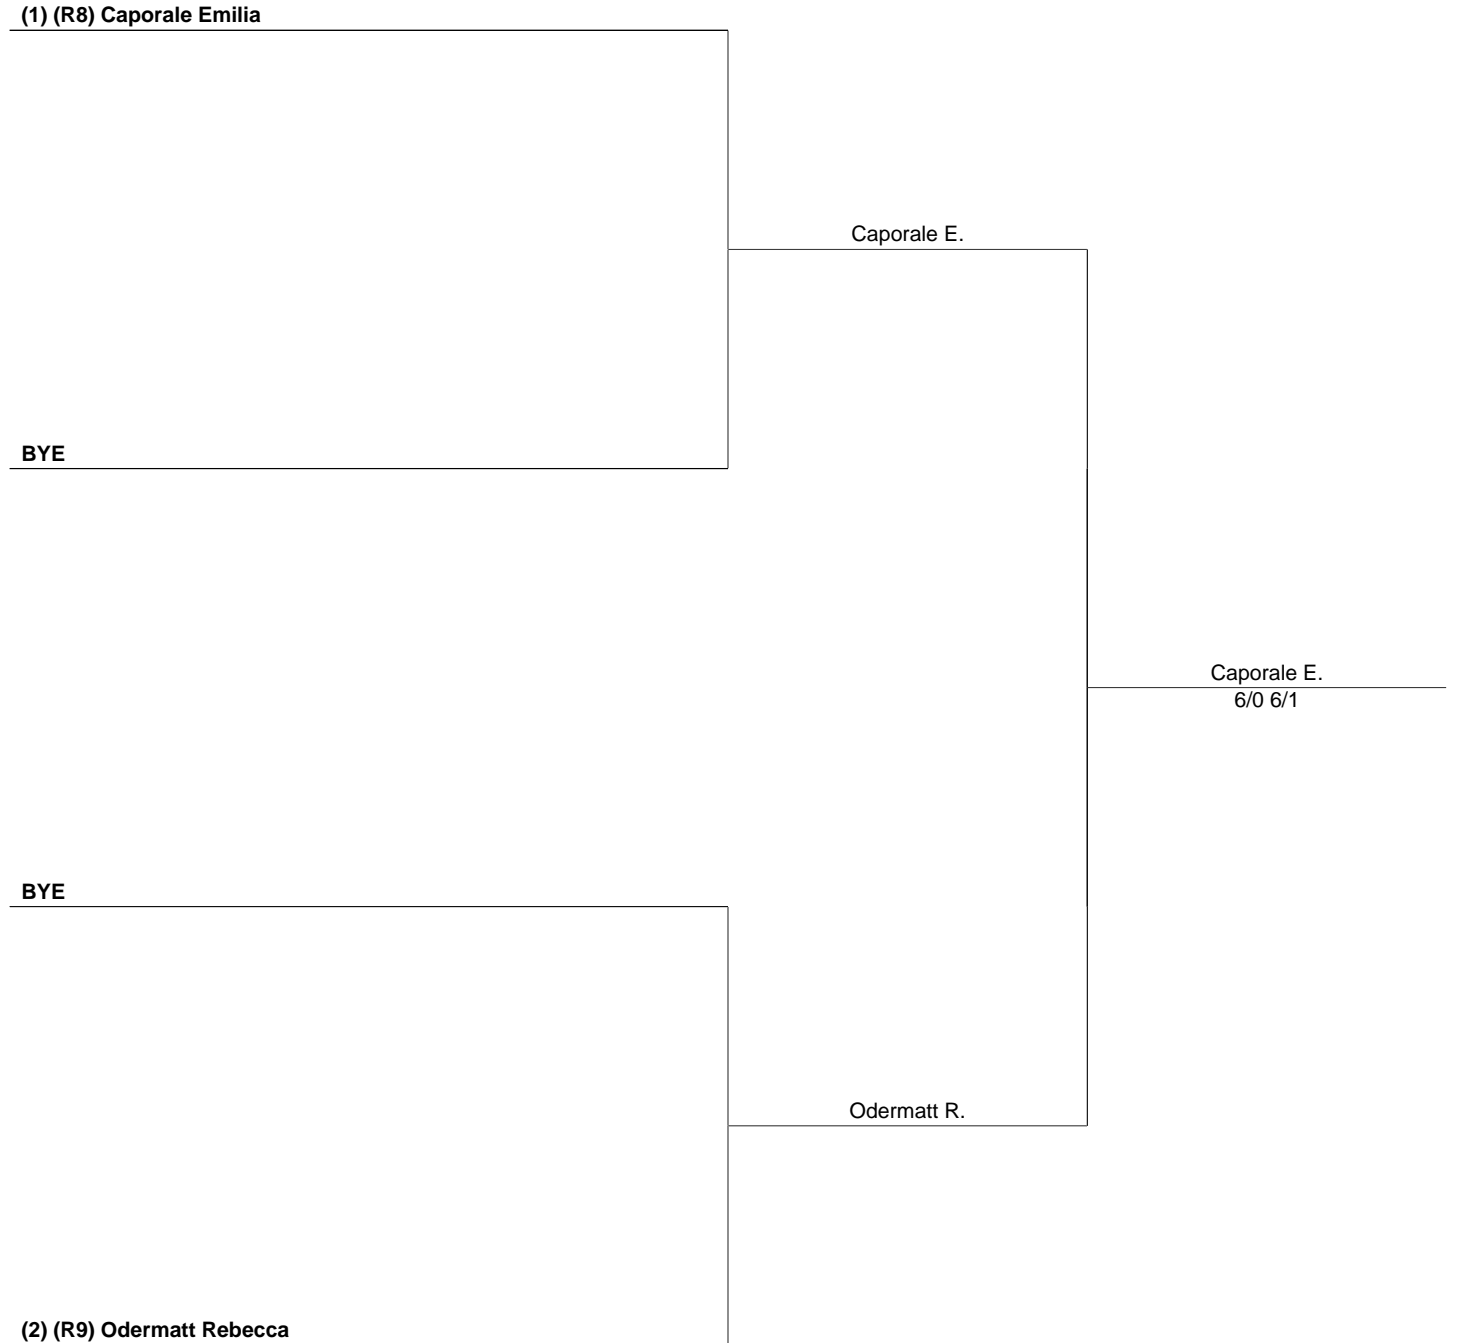 (1) (R8) Caporale Emilia
Caporale E.
BYE
Caporale E.
6/0 6/1
BYE
Odermatt R.
(2) (R9) Odermatt Rebecca